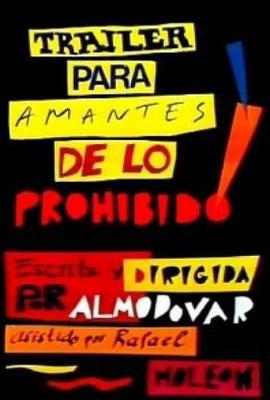 TRAILER
PARA
AMANTES
DE LO
PROHIBIDO!
Escrita y DIRIGIDA
POR ALMODOVAR
asistido por Rafael
MOLEON